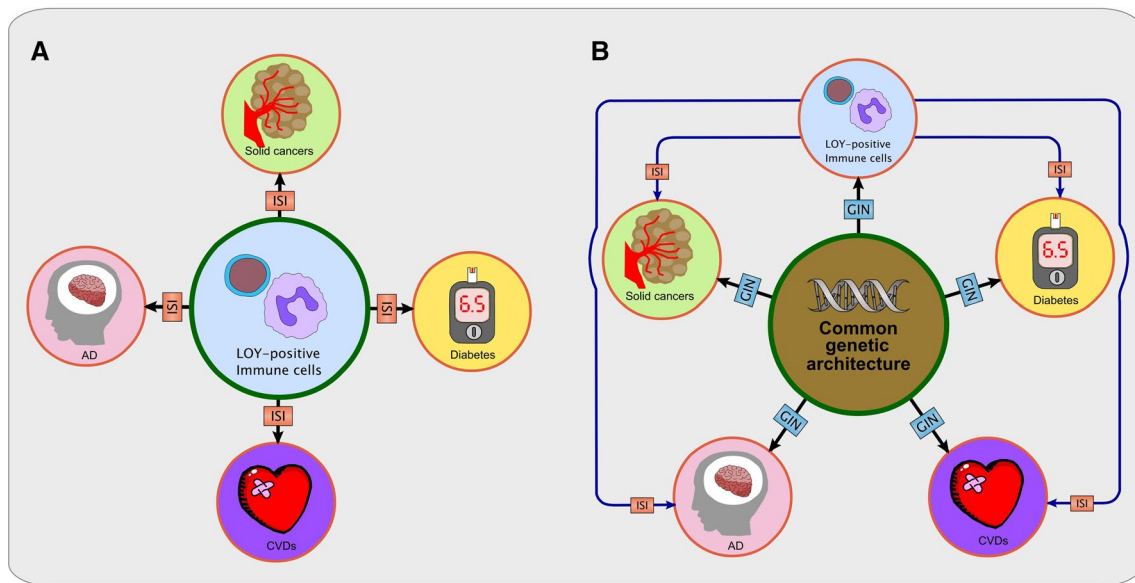 A
Solid cancers
ISI
AD
ISI
LOY-positive
Immune cells
ISI
6.5
Diabetes
ISI
CVDs
B
LOY-positive
Immune cells
ISI
ISI
GIN
Solid cancers
GIN
Common
genetic
architecture
GIN
6.5
Diabetes
GIN
GIN
ISI
AD
CVDs
ISI